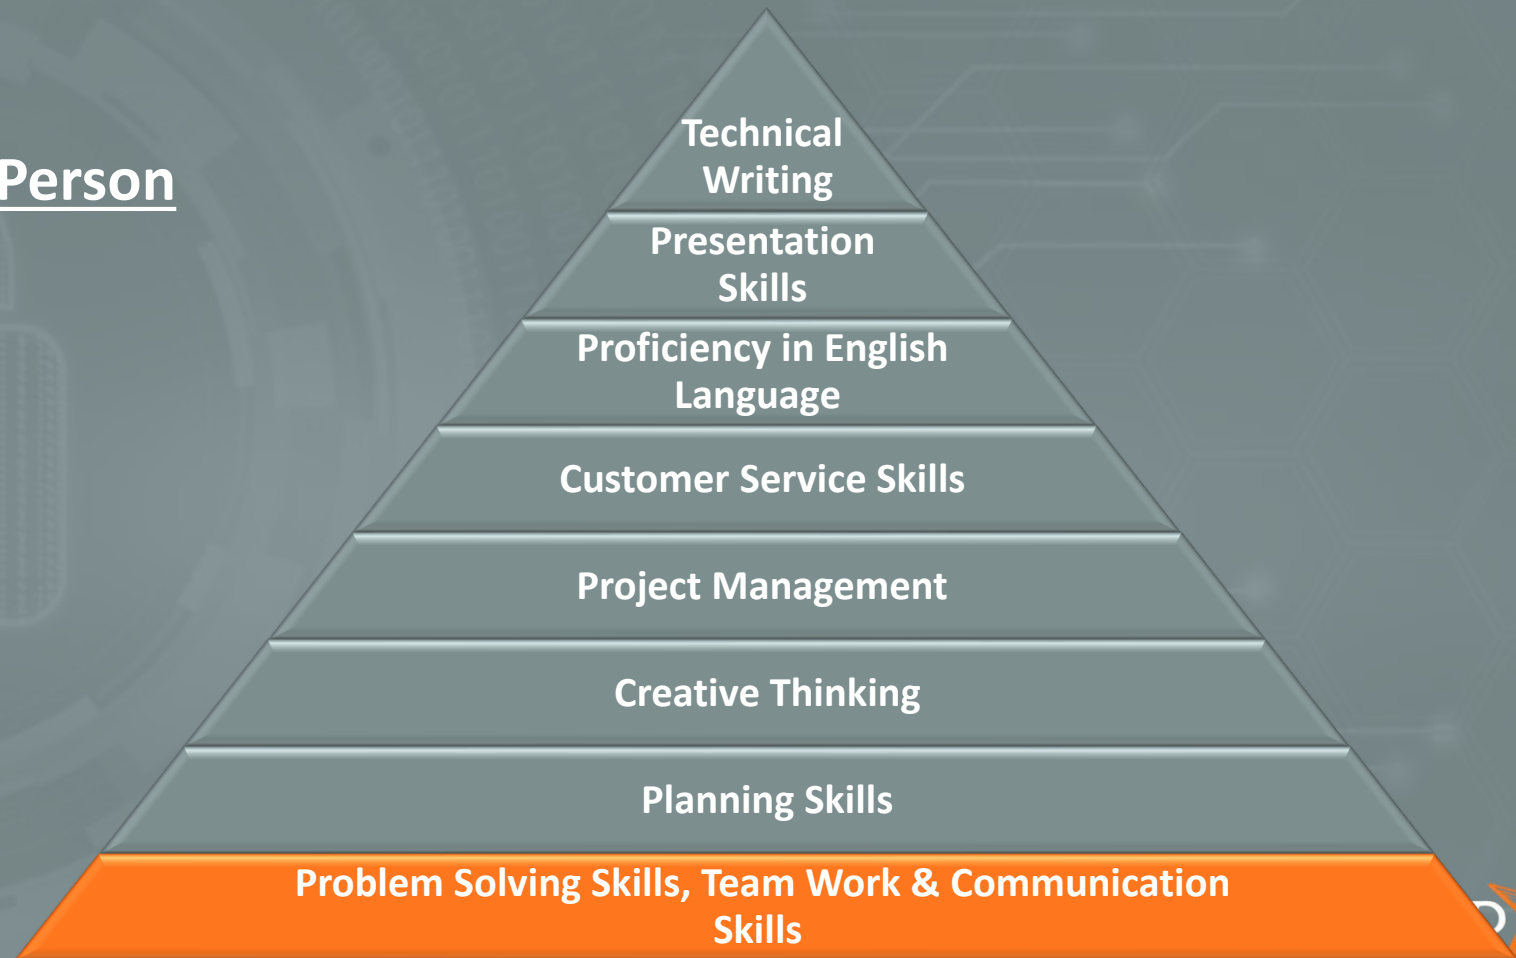 Person
Technical
Writing
Presentation
Skills
Proficiency in English
Language
Customer Service Skills
Project Management
Creative Thinking
Planning Skills
Problem Solving Skills, Team Work & Communication
Skills